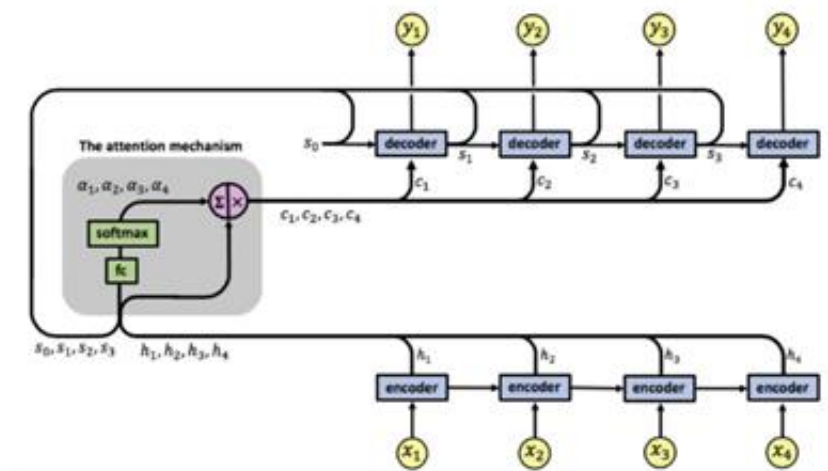 y₁ y₂ y₃ y₄
The attention mechanism
s₀ decoder s₁ decoder s₂ decoder s₃ decoder
α₁, α₂, α₃, α₄
Σ ×
c₁ c₂ c₃ c₄
c₁, c₂, c₃, c₄
softmax
fc
s₀, s₁, s₂, s₃ h₁, h₂, h₃, h₄
h₁ h₂ h₃ h₄
encoder encoder encoder encoder
x₁ x₂ x₃ x₄